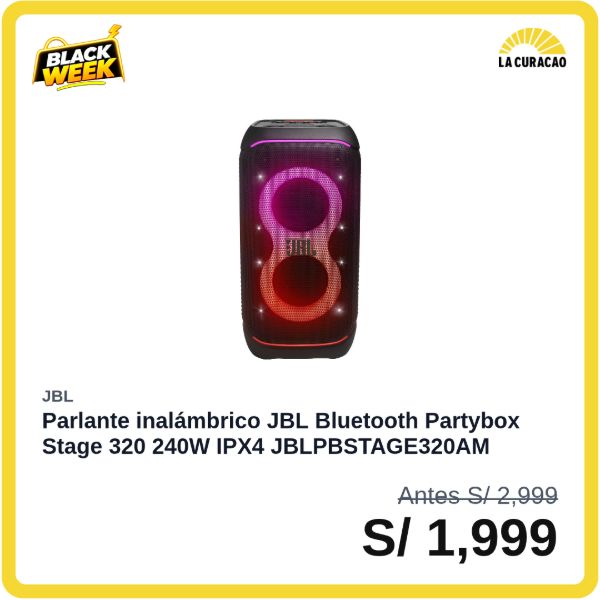 BLACK
WEEK
LA CURACAO
JBL
JBL
Parlante inalámbrico JBL Bluetooth Partybox
Stage 320 240W IPX4 JBLPBSTAGE320AM
Antes S/ 2,999
S/ 1,999